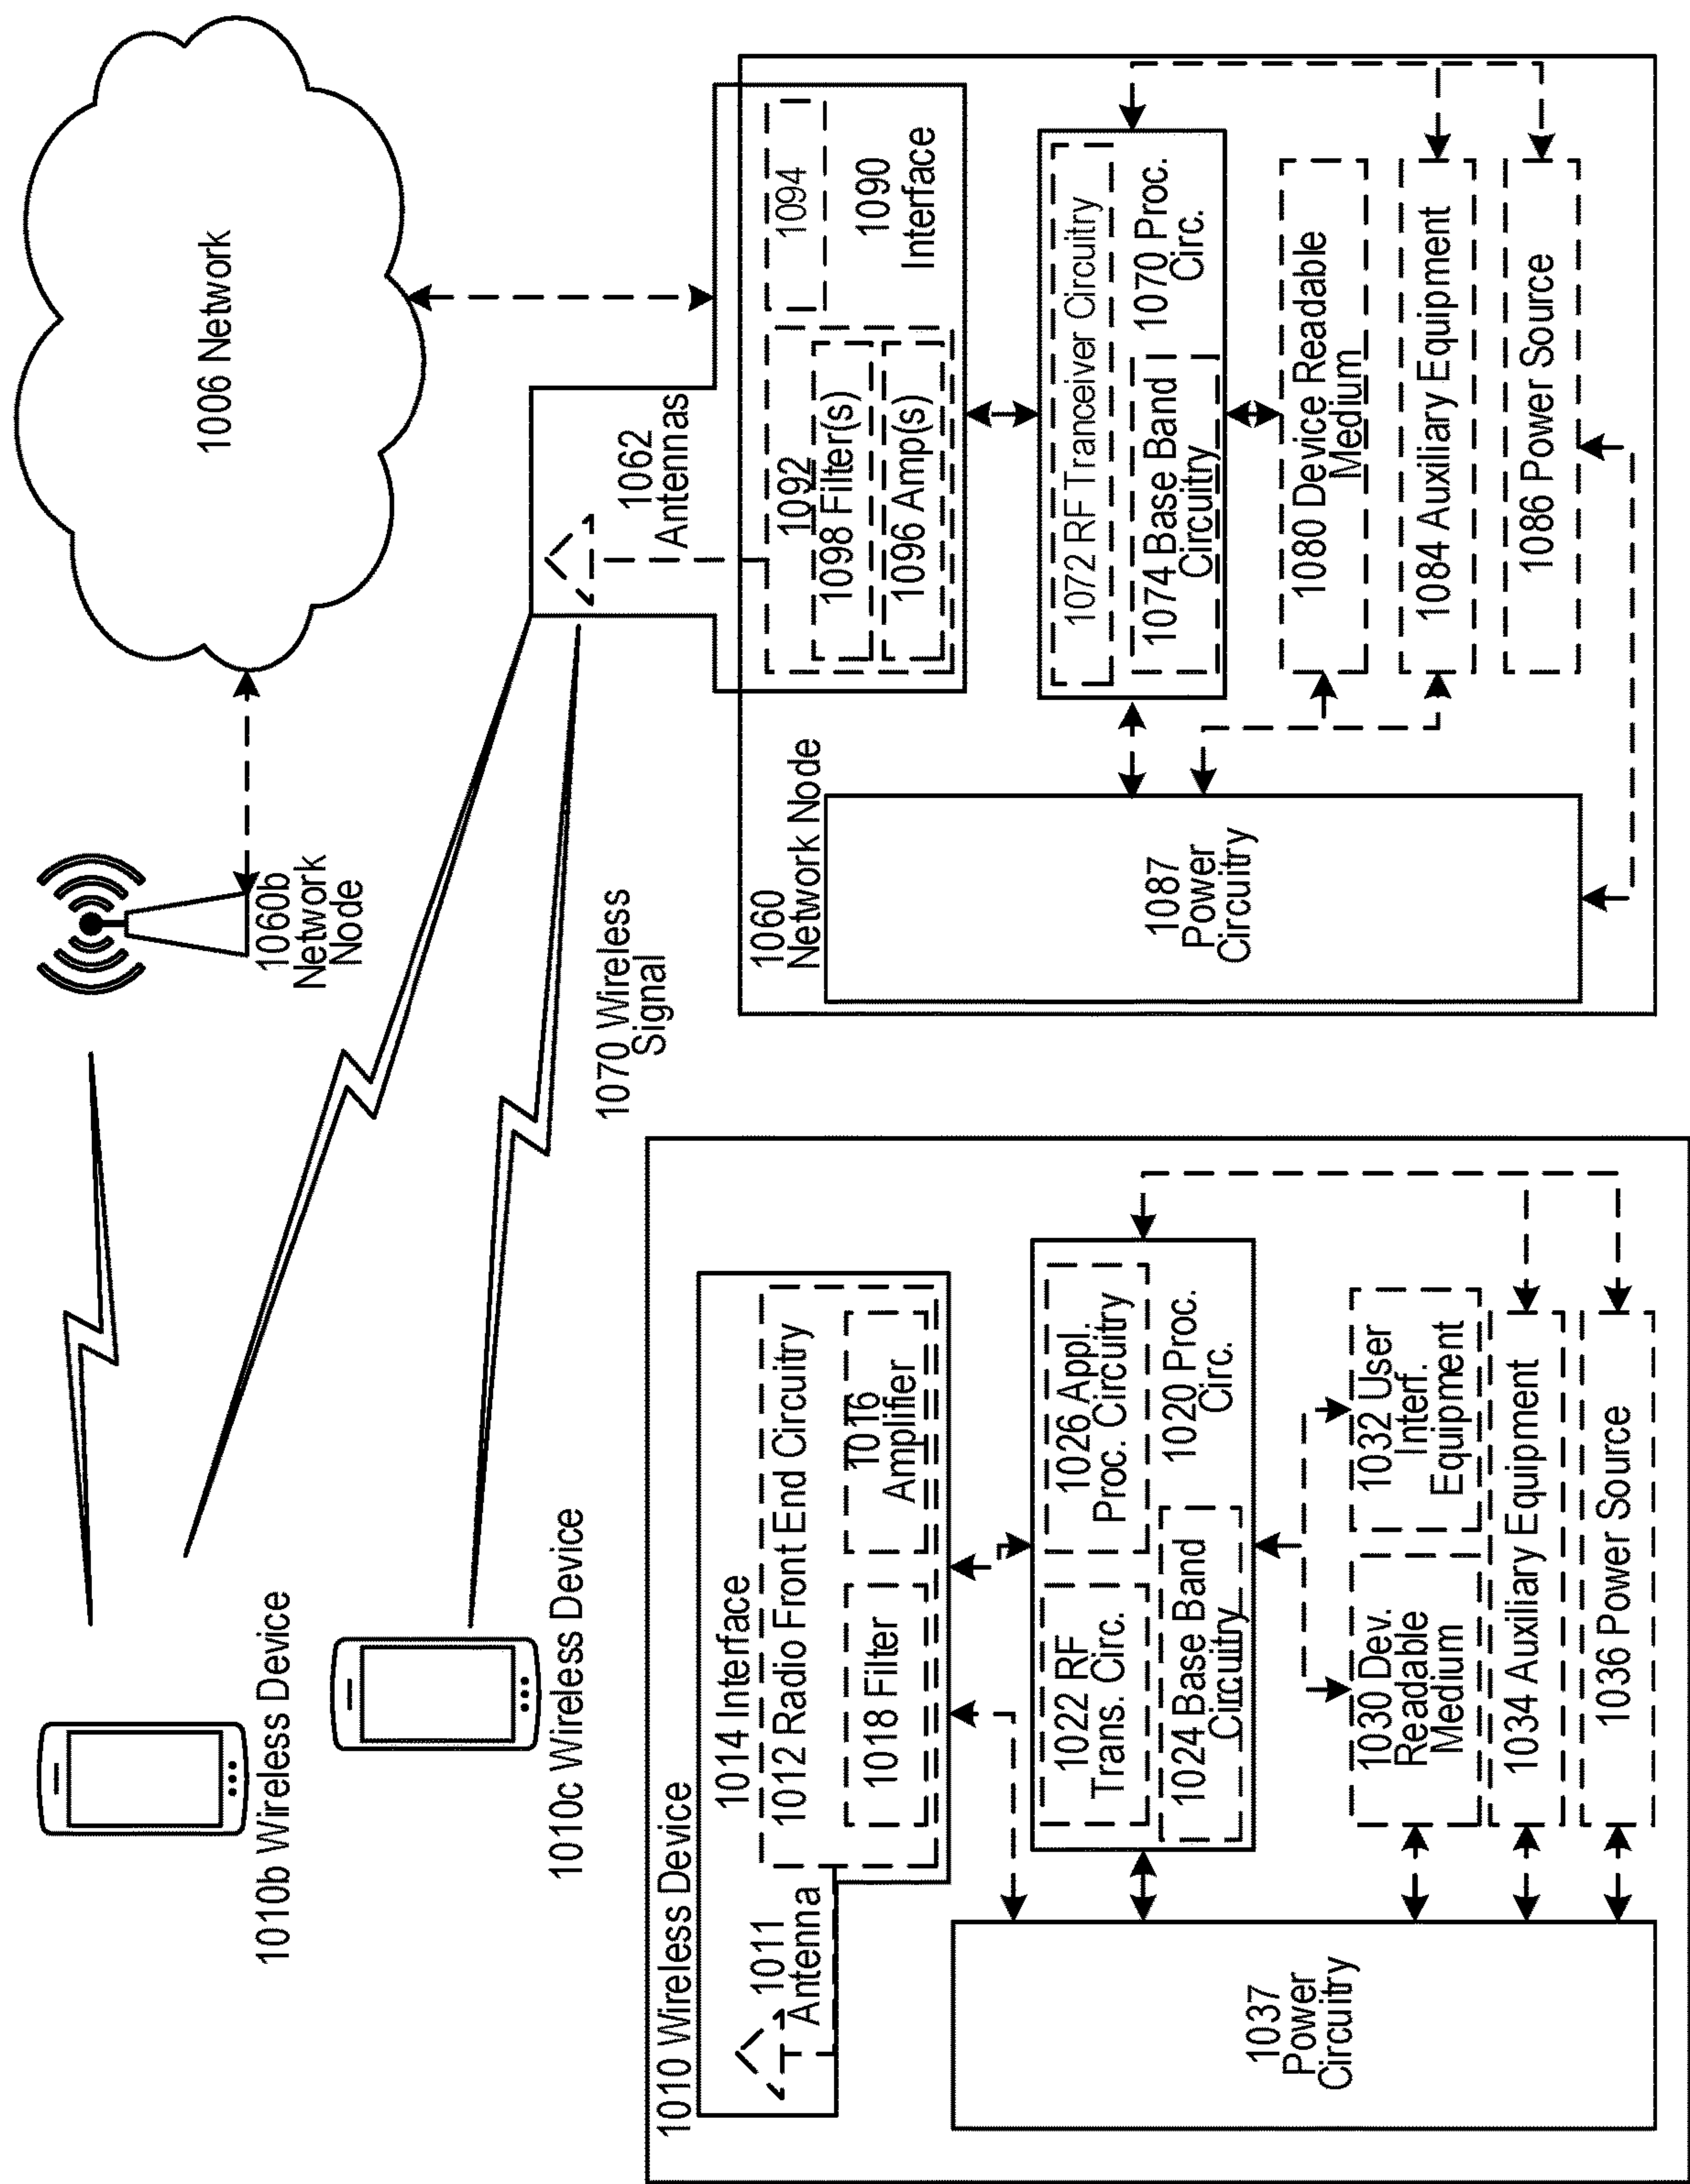 1006 Network
1060b
Network
Node
1010b Wireless Device
1010c Wireless Device
1070 Wireless
Signal
1062
Antennas
1010 Wireless Device
1011
Antenna
1014 Interface
1012 Radio Front End Circuitry
1018 Filter
1016
Amplifier
1022 RF
Trans. Circ.
1026 Appl.
Proc. Circuitry
1024 Base Band
Circuitry
1020 Proc.
Circ.
1037
Power
Circuitry
1030 Dev.
Readable
Medium
1032 User
Interf.
Equipment
1034 Auxiliary Equipment
1036 Power Source
1060
Network Node
1092
1098 Filter(s)
1096 Amp(s)
1094
1090
Interface
1072 RF Tranceiver Circuitry
1074 Base Band
Circuitry
1070 Proc.
Circ.
1087
Power
Circuitry
1080 Device Readable
Medium
1084 Auxiliary Equipment
1086 Power Source